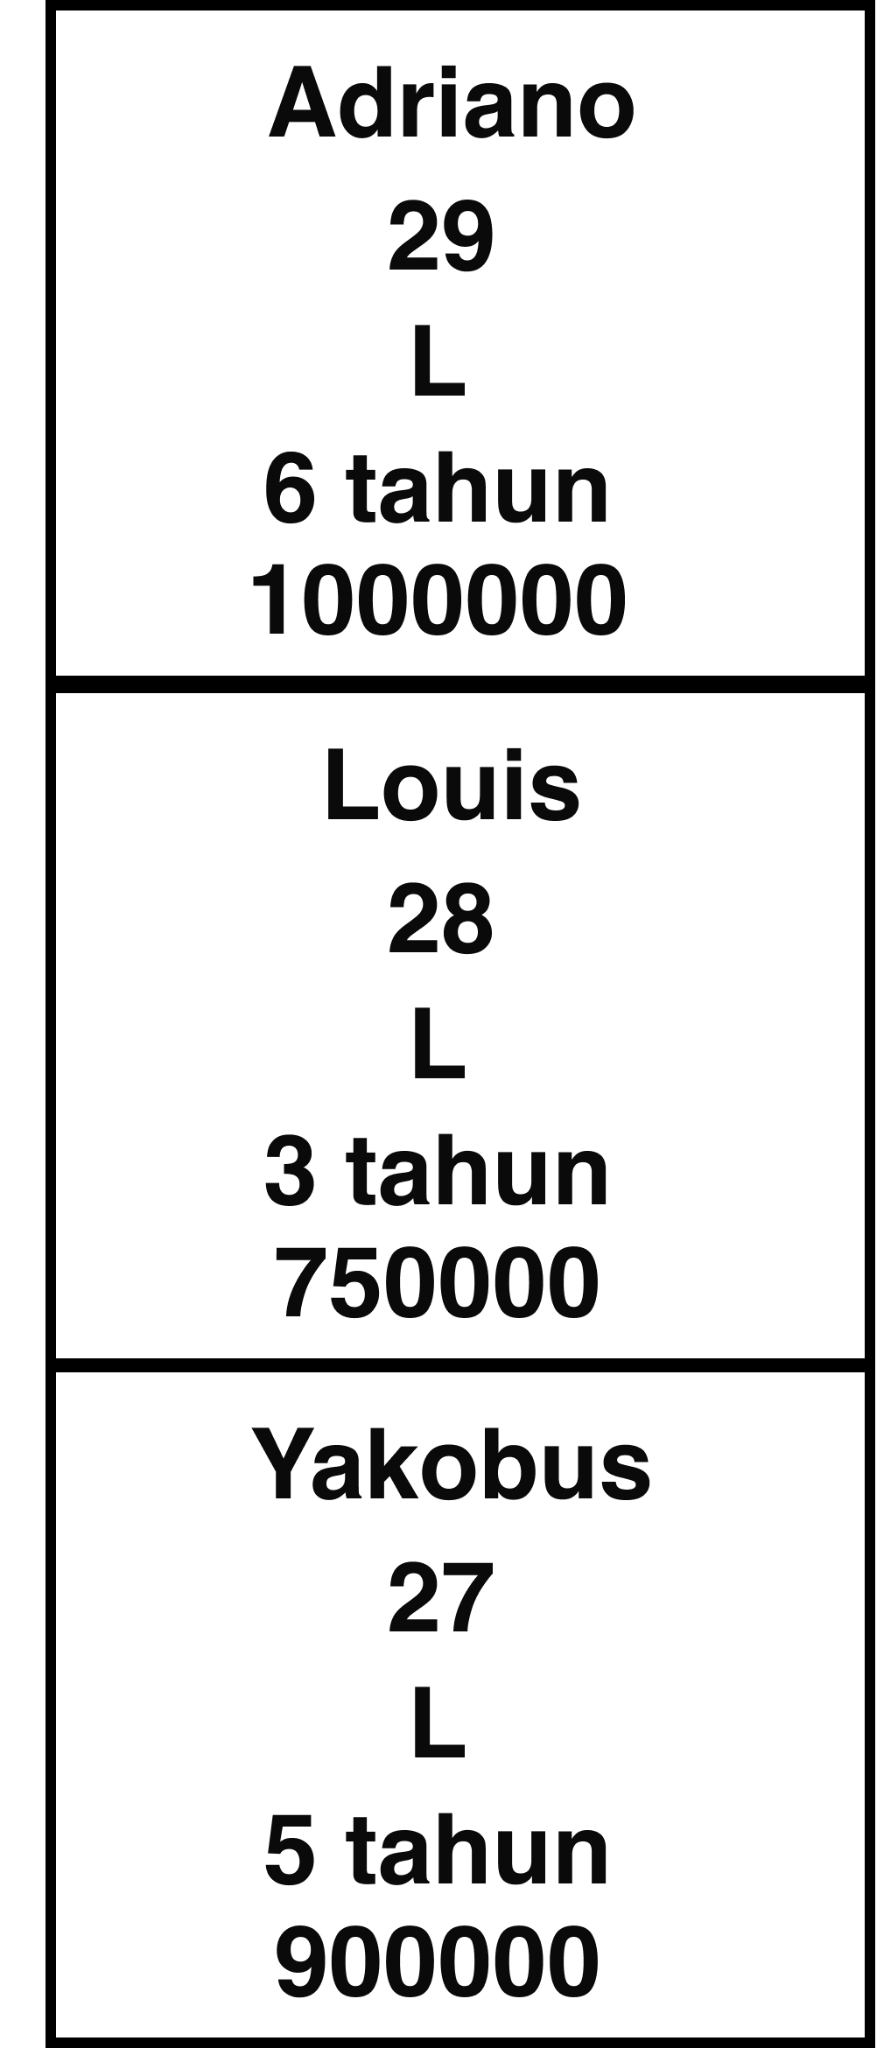 Adriano
29
L
6 tahun
1000000
Louis
28
L
3 tahun
750000
Yakobus
27
L
5 tahun
900000